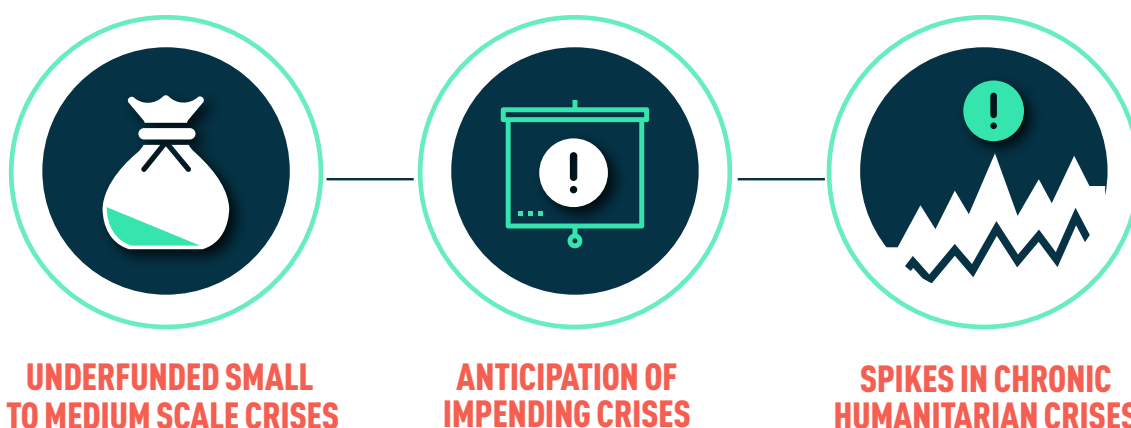 UNDERFUNDED SMALL
TO MEDIUM SCALE CRISES
ANTICIPATION OF
IMPENDING CRISES
SPIKES IN CHRONIC
HUMANITARIAN CRISES